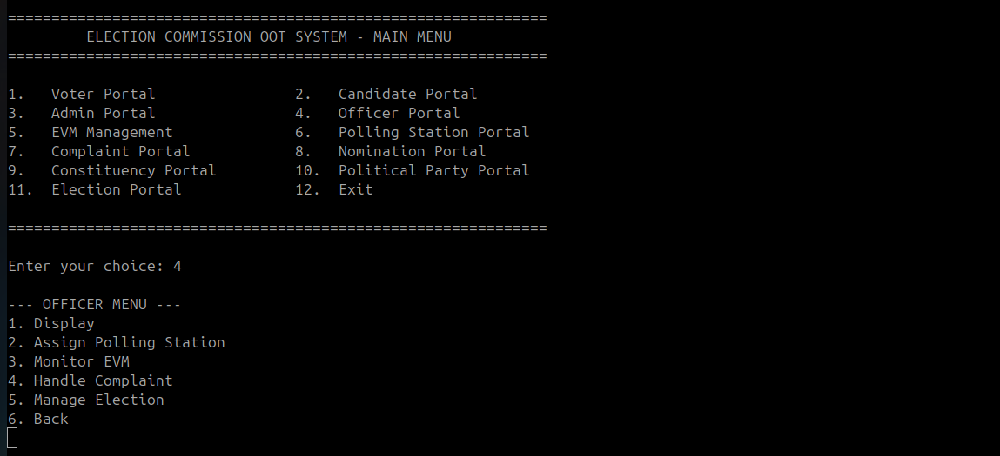 ==============================================================
ELECTION COMMISSION OOT SYSTEM - MAIN MENU
==============================================================
1. Voter Portal 2. Candidate Portal
3. Admin Portal 4. Officer Portal
5. EVM Management 6. Polling Station Portal
7. Complaint Portal 8. Nomination Portal
9. Constituency Portal 10. Political Party Portal
11. Election Portal 12. Exit
==============================================================
Enter your choice: 4
--- OFFICER MENU ---
1. Display
2. Assign Polling Station
3. Monitor EVM
4. Handle Complaint
5. Manage Election
6. Back